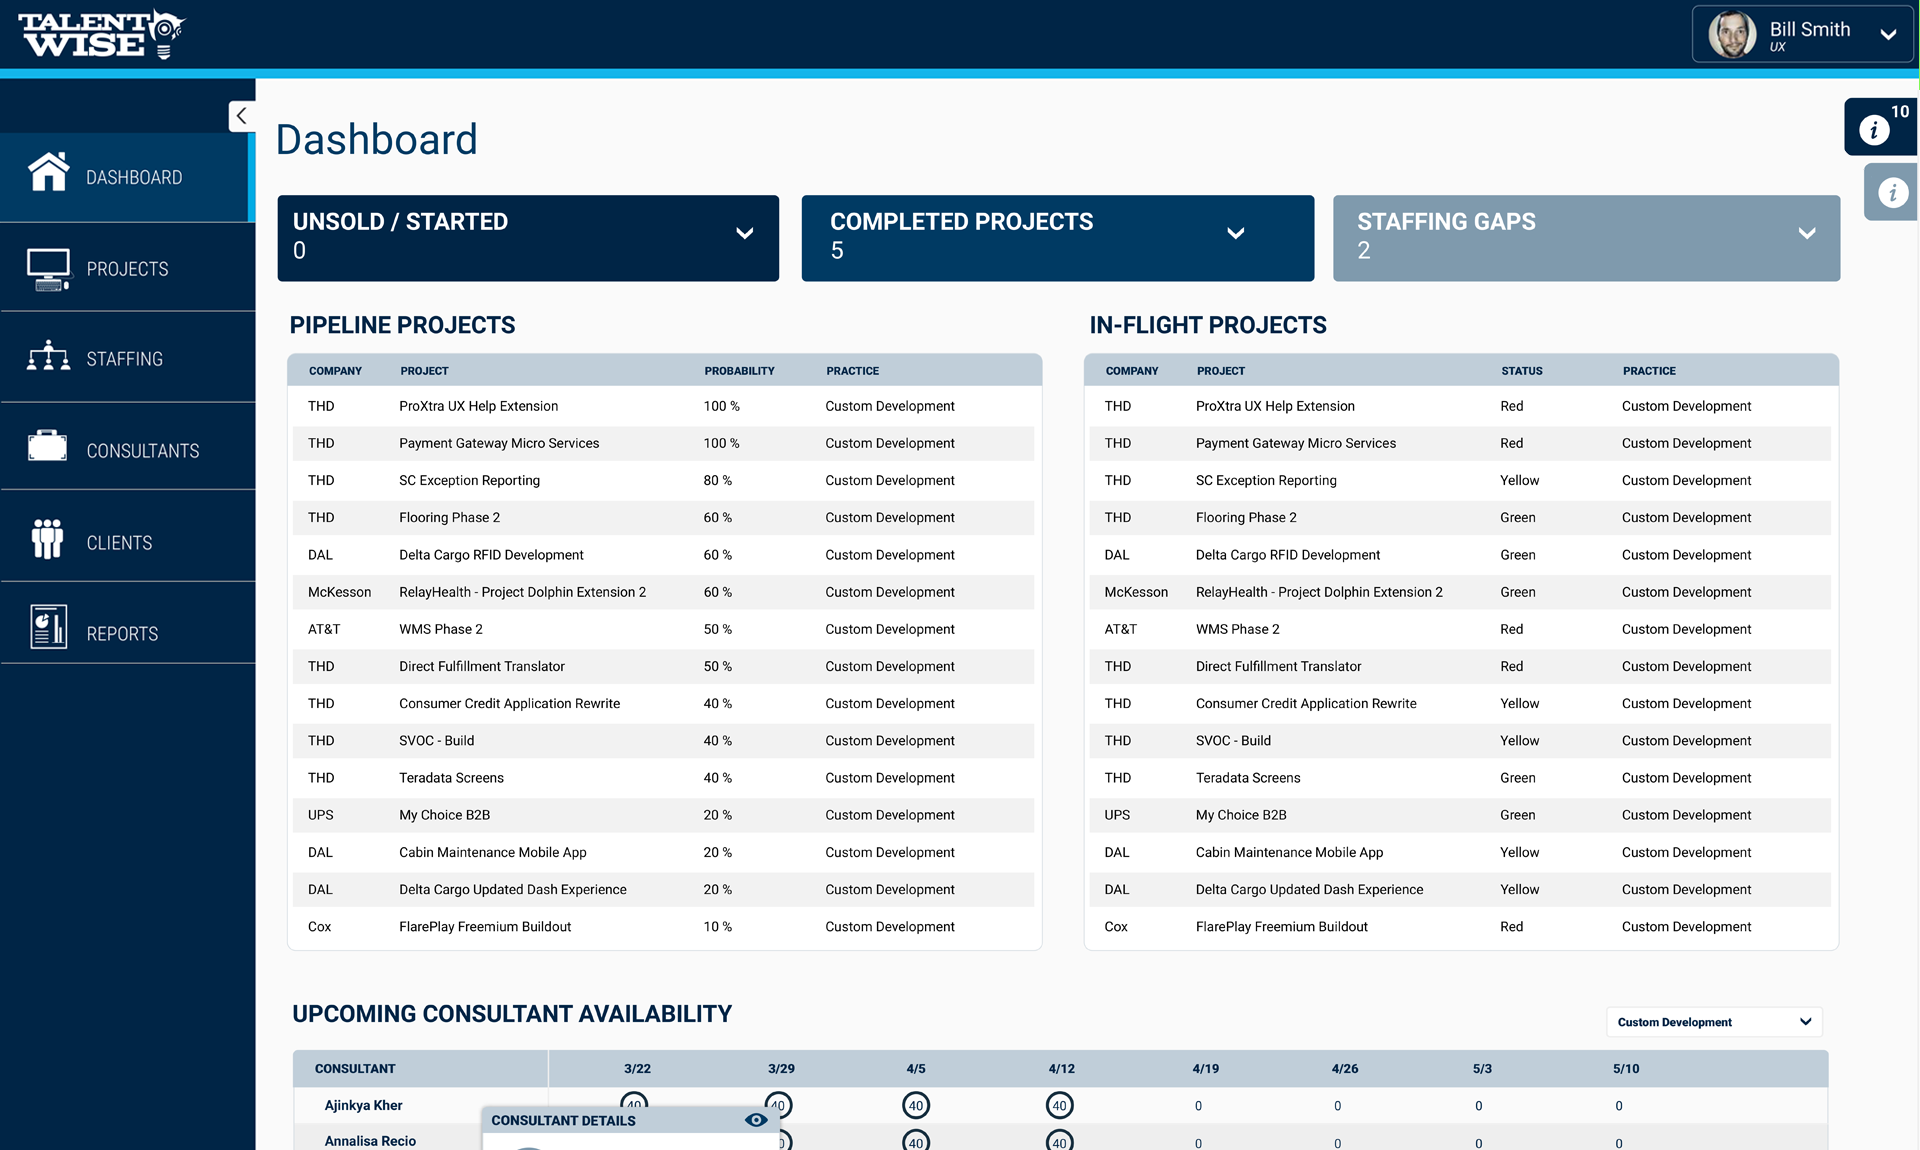 TALENT
WISE
Bill Smith
UX
10
DASHBOARD
PROJECTS
STAFFING
CONSULTANTS
CLIENTS
REPORTS
Dashboard
UNSOLD / STARTED
0
COMPLETED PROJECTS
5
STAFFING GAPS
2
PIPELINE PROJECTS
COMPANY PROJECT PROBABILITY PRACTICE
THD ProXtra UX Help Extension 100 % Custom Development
THD Payment Gateway Micro Services 100 % Custom Development
THD SC Exception Reporting 80 % Custom Development
THD Flooring Phase 2 60 % Custom Development
DAL Delta Cargo RFID Development 60 % Custom Development
McKesson RelayHealth - Project Dolphin Extension 2 60 % Custom Development
AT&T WMS Phase 2 50 % Custom Development
THD Direct Fulfillment Translator 50 % Custom Development
THD Consumer Credit Application Rewrite 40 % Custom Development
THD SVOC - Build 40 % Custom Development
THD Teradata Screens 40 % Custom Development
UPS My Choice B2B 20 % Custom Development
DAL Cabin Maintenance Mobile App 20 % Custom Development
DAL Delta Cargo Updated Dash Experience 20 % Custom Development
Cox FlarePlay Freemium Buildout 10 % Custom Development
IN-FLIGHT PROJECTS
COMPANY PROJECT STATUS PRACTICE
THD ProXtra UX Help Extension Red Custom Development
THD Payment Gateway Micro Services Red Custom Development
THD SC Exception Reporting Yellow Custom Development
THD Flooring Phase 2 Green Custom Development
DAL Delta Cargo RFID Development Green Custom Development
McKesson RelayHealth - Project Dolphin Extension 2 Green Custom Development
AT&T WMS Phase 2 Red Custom Development
THD Direct Fulfillment Translator Red Custom Development
THD Consumer Credit Application Rewrite Yellow Custom Development
THD SVOC - Build Yellow Custom Development
THD Teradata Screens Green Custom Development
UPS My Choice B2B Green Custom Development
DAL Cabin Maintenance Mobile App Yellow Custom Development
DAL Delta Cargo Updated Dash Experience Yellow Custom Development
Cox FlarePlay Freemium Buildout Red Custom Development
UPCOMING CONSULTANT AVAILABILITY
Custom Development
CONSULTANT 3/22 3/29 4/5 4/12 4/19 4/26 5/3 5/10
Ajinkya Kher 40 40 40 40 0 0 0 0
CONSULTANT DETAILS
Annalisa Recio 40 40 0 0 0 0